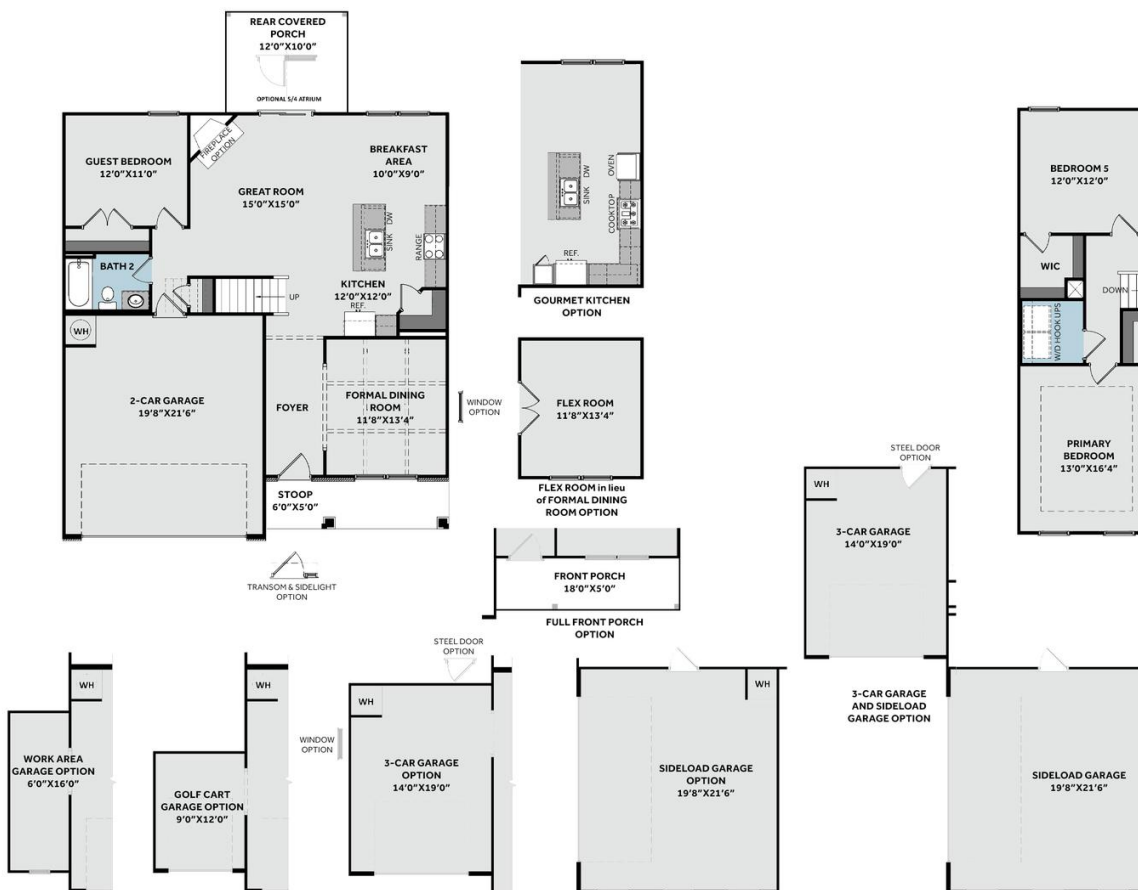 REAR COVERED
PORCH
12'0"X10'0"
OPTIONAL 5/4 ATRIUM
GUEST BEDROOM
12'0"X11'0"
FIREPLACE
OPTION
BREAKFAST
AREA
10'0"X9'0"
GREAT ROOM
15'0"X15'0"
SINK DW
RANGE
BATH 2
UP
KITCHEN
12'0"X12'0"
REF.
WH
2-CAR GARAGE
19'8"X21'6"
FOYER
FORMAL DINING
ROOM
11'8"X13'4"
STOOP
6'0"X5'0"
TRANSOM & SIDELIGHT
OPTION
WINDOW
OPTION
SINK DW
OVEN
COOKTOP
REF.
GOURMET KITCHEN
OPTION
FLEX ROOM
11'8"X13'4"
FLEX ROOM in lieu
of FORMAL DINING
ROOM OPTION
FRONT PORCH
18'0"X5'0"
FULL FRONT PORCH
OPTION
BEDROOM 5
12'0"X12'0"
WIC
DOWN
W/D HOOK UPS
PRIMARY
BEDROOM
13'0"X16'4"
STEEL DOOR
OPTION
WH
3-CAR GARAGE
14'0"X19'0"
3-CAR GARAGE
AND SIDELOAD
GARAGE OPTION
SIDELOAD GARAGE
19'8"X21'6"
WH
WORK AREA
GARAGE OPTION
6'0"X16'0"
WH
GOLF CART
GARAGE OPTION
9'0"X12'0"
WINDOW
OPTION
STEEL DOOR
OPTION
WH
3-CAR GARAGE
OPTION
14'0"X19'0"
WH
SIDELOAD GARAGE
OPTION
19'8"X21'6"